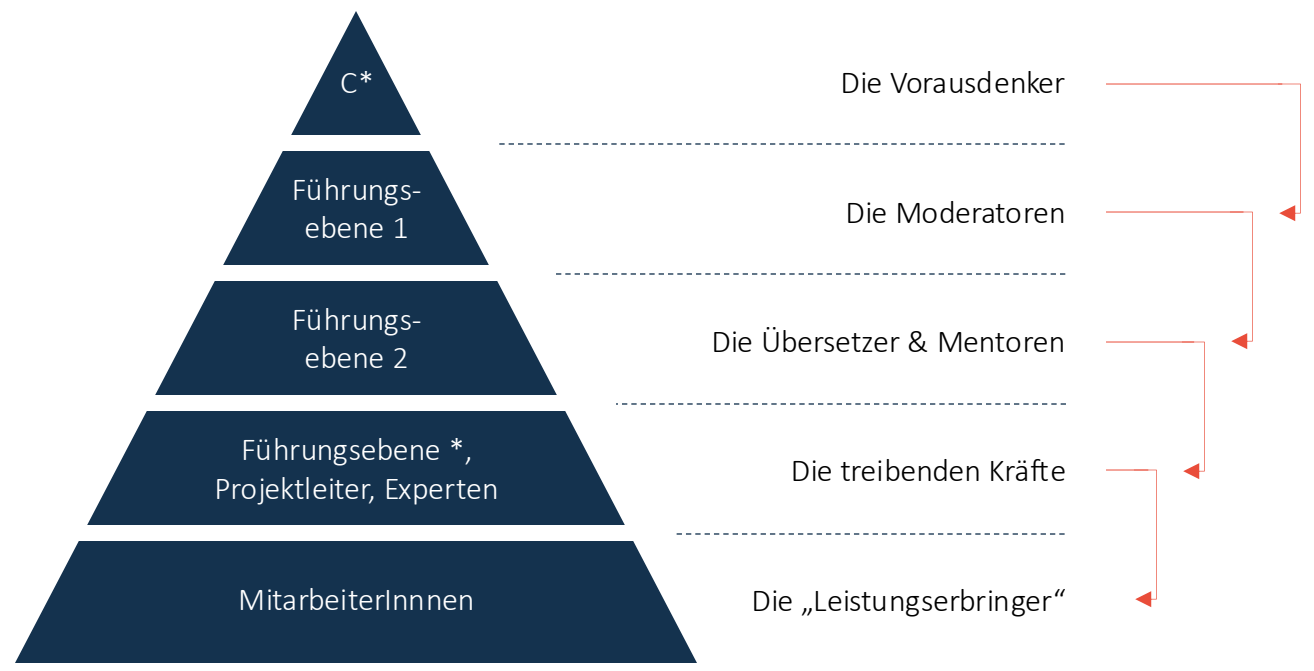 C*
Die Vorausdenker
Führungs-
ebene 1
Die Moderatoren
Führungs-
ebene 2
Die Übersetzer & Mentoren
Führungsebene *,
Projektleiter, Experten
Die treibenden Kräfte
MitarbeiterInnnen
Die „Leistungserbringer“